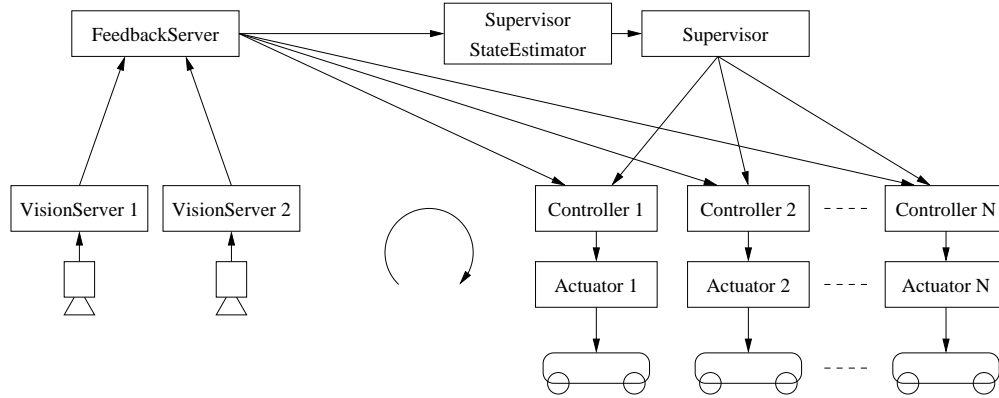 FeedbackServer
Supervisor
StateEstimator
Supervisor
VisionServer 1
VisionServer 2
Controller 1
Controller 2
Controller N
Actuator 1
Actuator 2
Actuator N